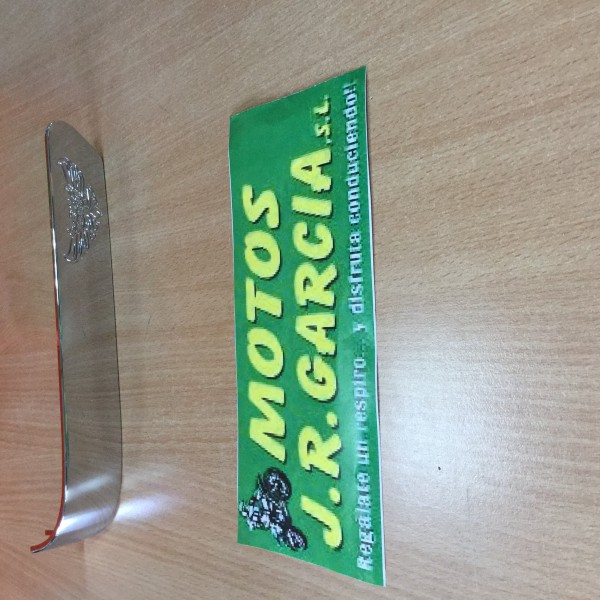 MOTOS
J.R. GARCIA, S.L.
Regálate un respiro... y disfruta conduciendo!!